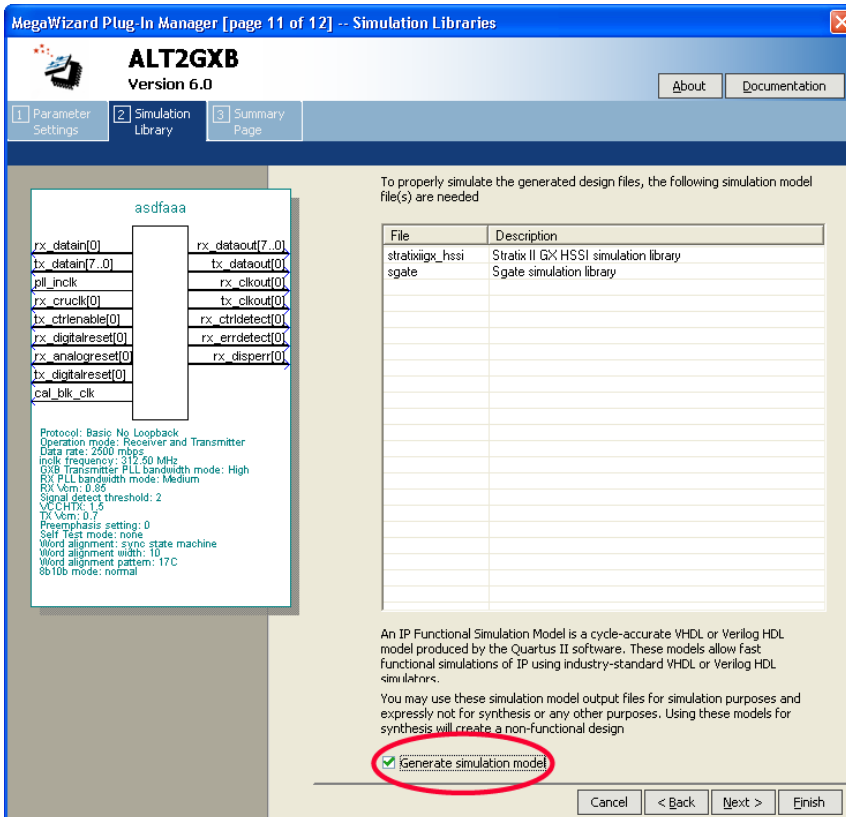 MegaWizard Plug-In Manager [page 11 of 12] -- Simulation Libraries
ALT2GXB
Version 6.0
About
Documentation
1 Parameter Settings
2 Simulation Library
3 Summary Page
asdfaaa
rx_datain[0]
tx_datain[7..0]
pll_inclk
rx_cruclk[0]
tx_ctrlenable[0]
rx_digitalreset[0]
rx_analogreset[0]
tx_digitalreset[0]
cal_blk_clk
rx_dataout[7..0]
tx_dataout[0]
rx_clkout[0]
tx_clkout[0]
rx_ctrldetect[0]
rx_errdetect[0]
rx_disperr[0]
Protocol: Basic No Loopback
Operation mode: Receiver and Transmitter
Data rate: 2500 mbps
inclk frequency: 312.50 MHz
GXB Transmitter PLL bandwidth mode: High
RX PLL bandwidth mode: Medium
RX Vcm: 0.85
Signal detect threshold: 2
VCCHTX: 1.5
TX Vcm: 0.7
Preemphasis setting: 0
Self Test mode: none
Word alignment: sync state machine
Word alignment width: 10
Word alignment pattern: 17C
8b10b mode: normal
To properly simulate the generated design files, the following simulation model
file(s) are needed
File Description
stratixiigx_hssi Stratix II GX HSSI simulation library
sgate Sgate simulation library
An IP Functional Simulation Model is a cycle-accurate VHDL or Verilog HDL
model produced by the Quartus II software. These models allow fast
functional simulations of IP using industry-standard VHDL or Verilog HDL
simulators.
You may use these simulation model output files for simulation purposes and
expressly not for synthesis or any other purposes. Using these models for
synthesis will create a non-functional design
Generate simulation model
Cancel
< Back
Next >
Finish